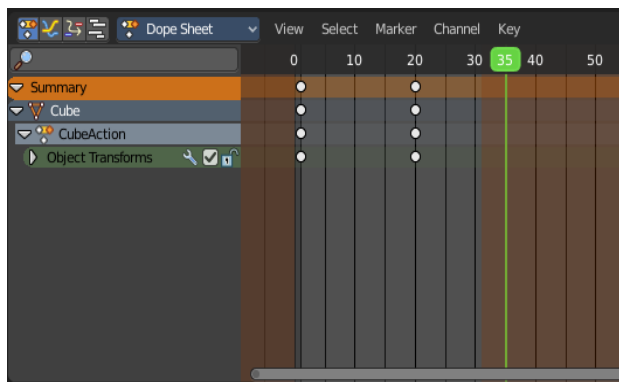 Dope Sheet View Select Marker Channel Key
0 10 20 30 35 40 50
Summary
Cube
CubeAction
Object Transforms